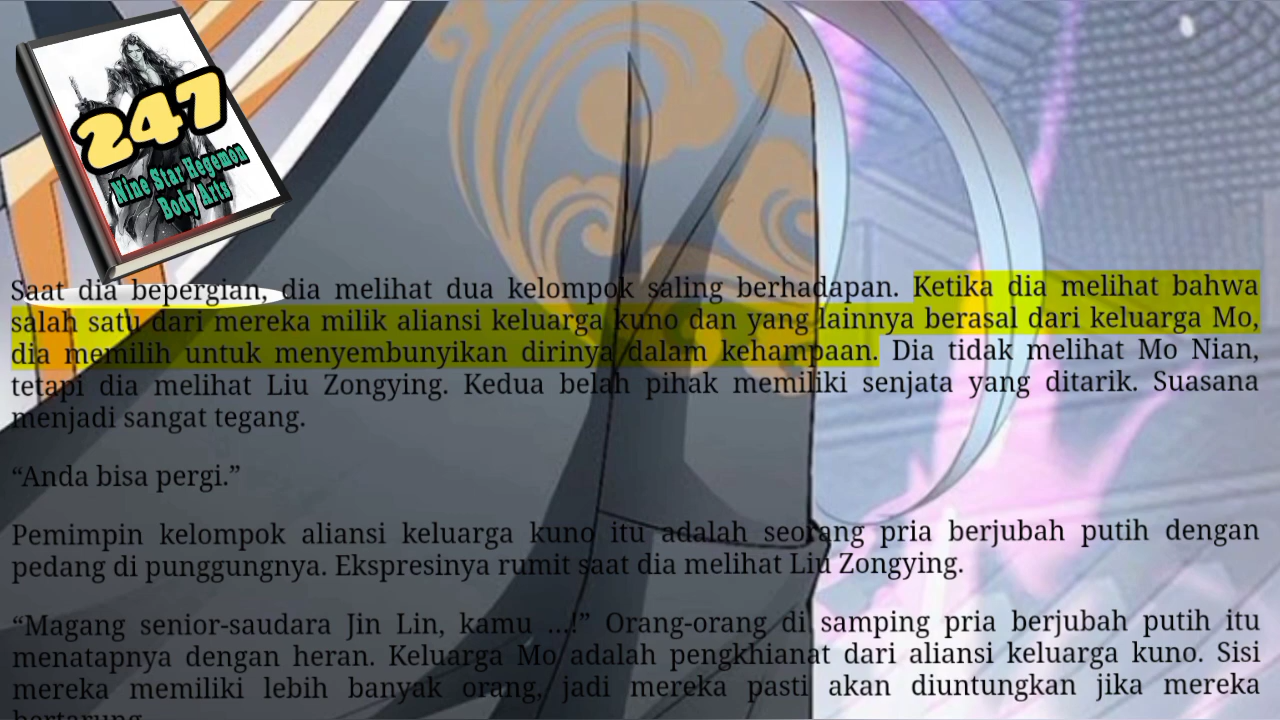 247
Nine Star Hegemon
Body Arts
Saat dia bepergian, dia melihat dua kelompok saling berhadapan. Ketika dia melihat bahwa
salah satu dari mereka milik aliansi keluarga kuno dan yang lainnya berasal dari keluarga Mo,
dia memilih untuk menyembunyikan dirinya dalam kehampaan. Dia tidak melihat Mo Nian,
tetapi dia melihat Liu Zongying. Kedua belah pihak memiliki senjata yang ditarik. Suasana
menjadi sangat tegang.
“Anda bisa pergi.”
Pemimpin kelompok aliansi keluarga kuno itu adalah seorang pria berjubah putih dengan
pedang di punggungnya. Ekspresinya rumit saat dia melihat Liu Zongying.
“Magang senior-saudara Jin Lin, kamu ...!” Orang-orang di samping pria berjubah putih itu
menatapnya dengan heran. Keluarga Mo adalah pengkhianat dari aliansi keluarga kuno. Sisi
mereka memiliki lebih banyak orang, jadi mereka pasti akan diuntungkan jika mereka
bertarung.